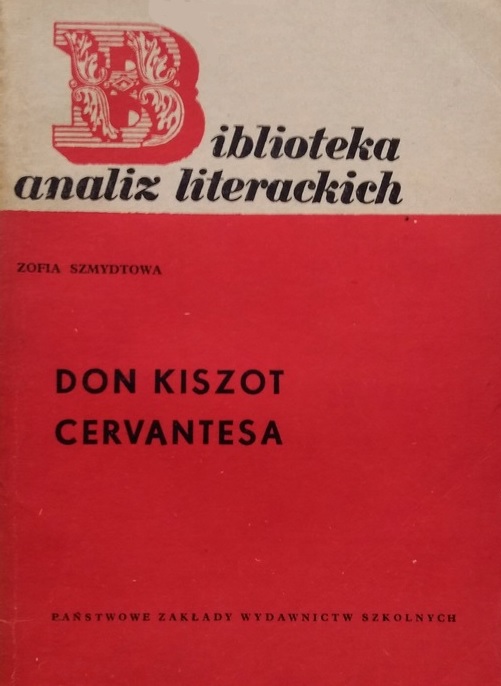 Biblioteka
analiz literackich
ZOFIA SZMYDTOWA
DON KISZOT
CERVANTESA
PAŃSTWOWE ZAKŁADY WYDAWNICTW SZKOLNYCH